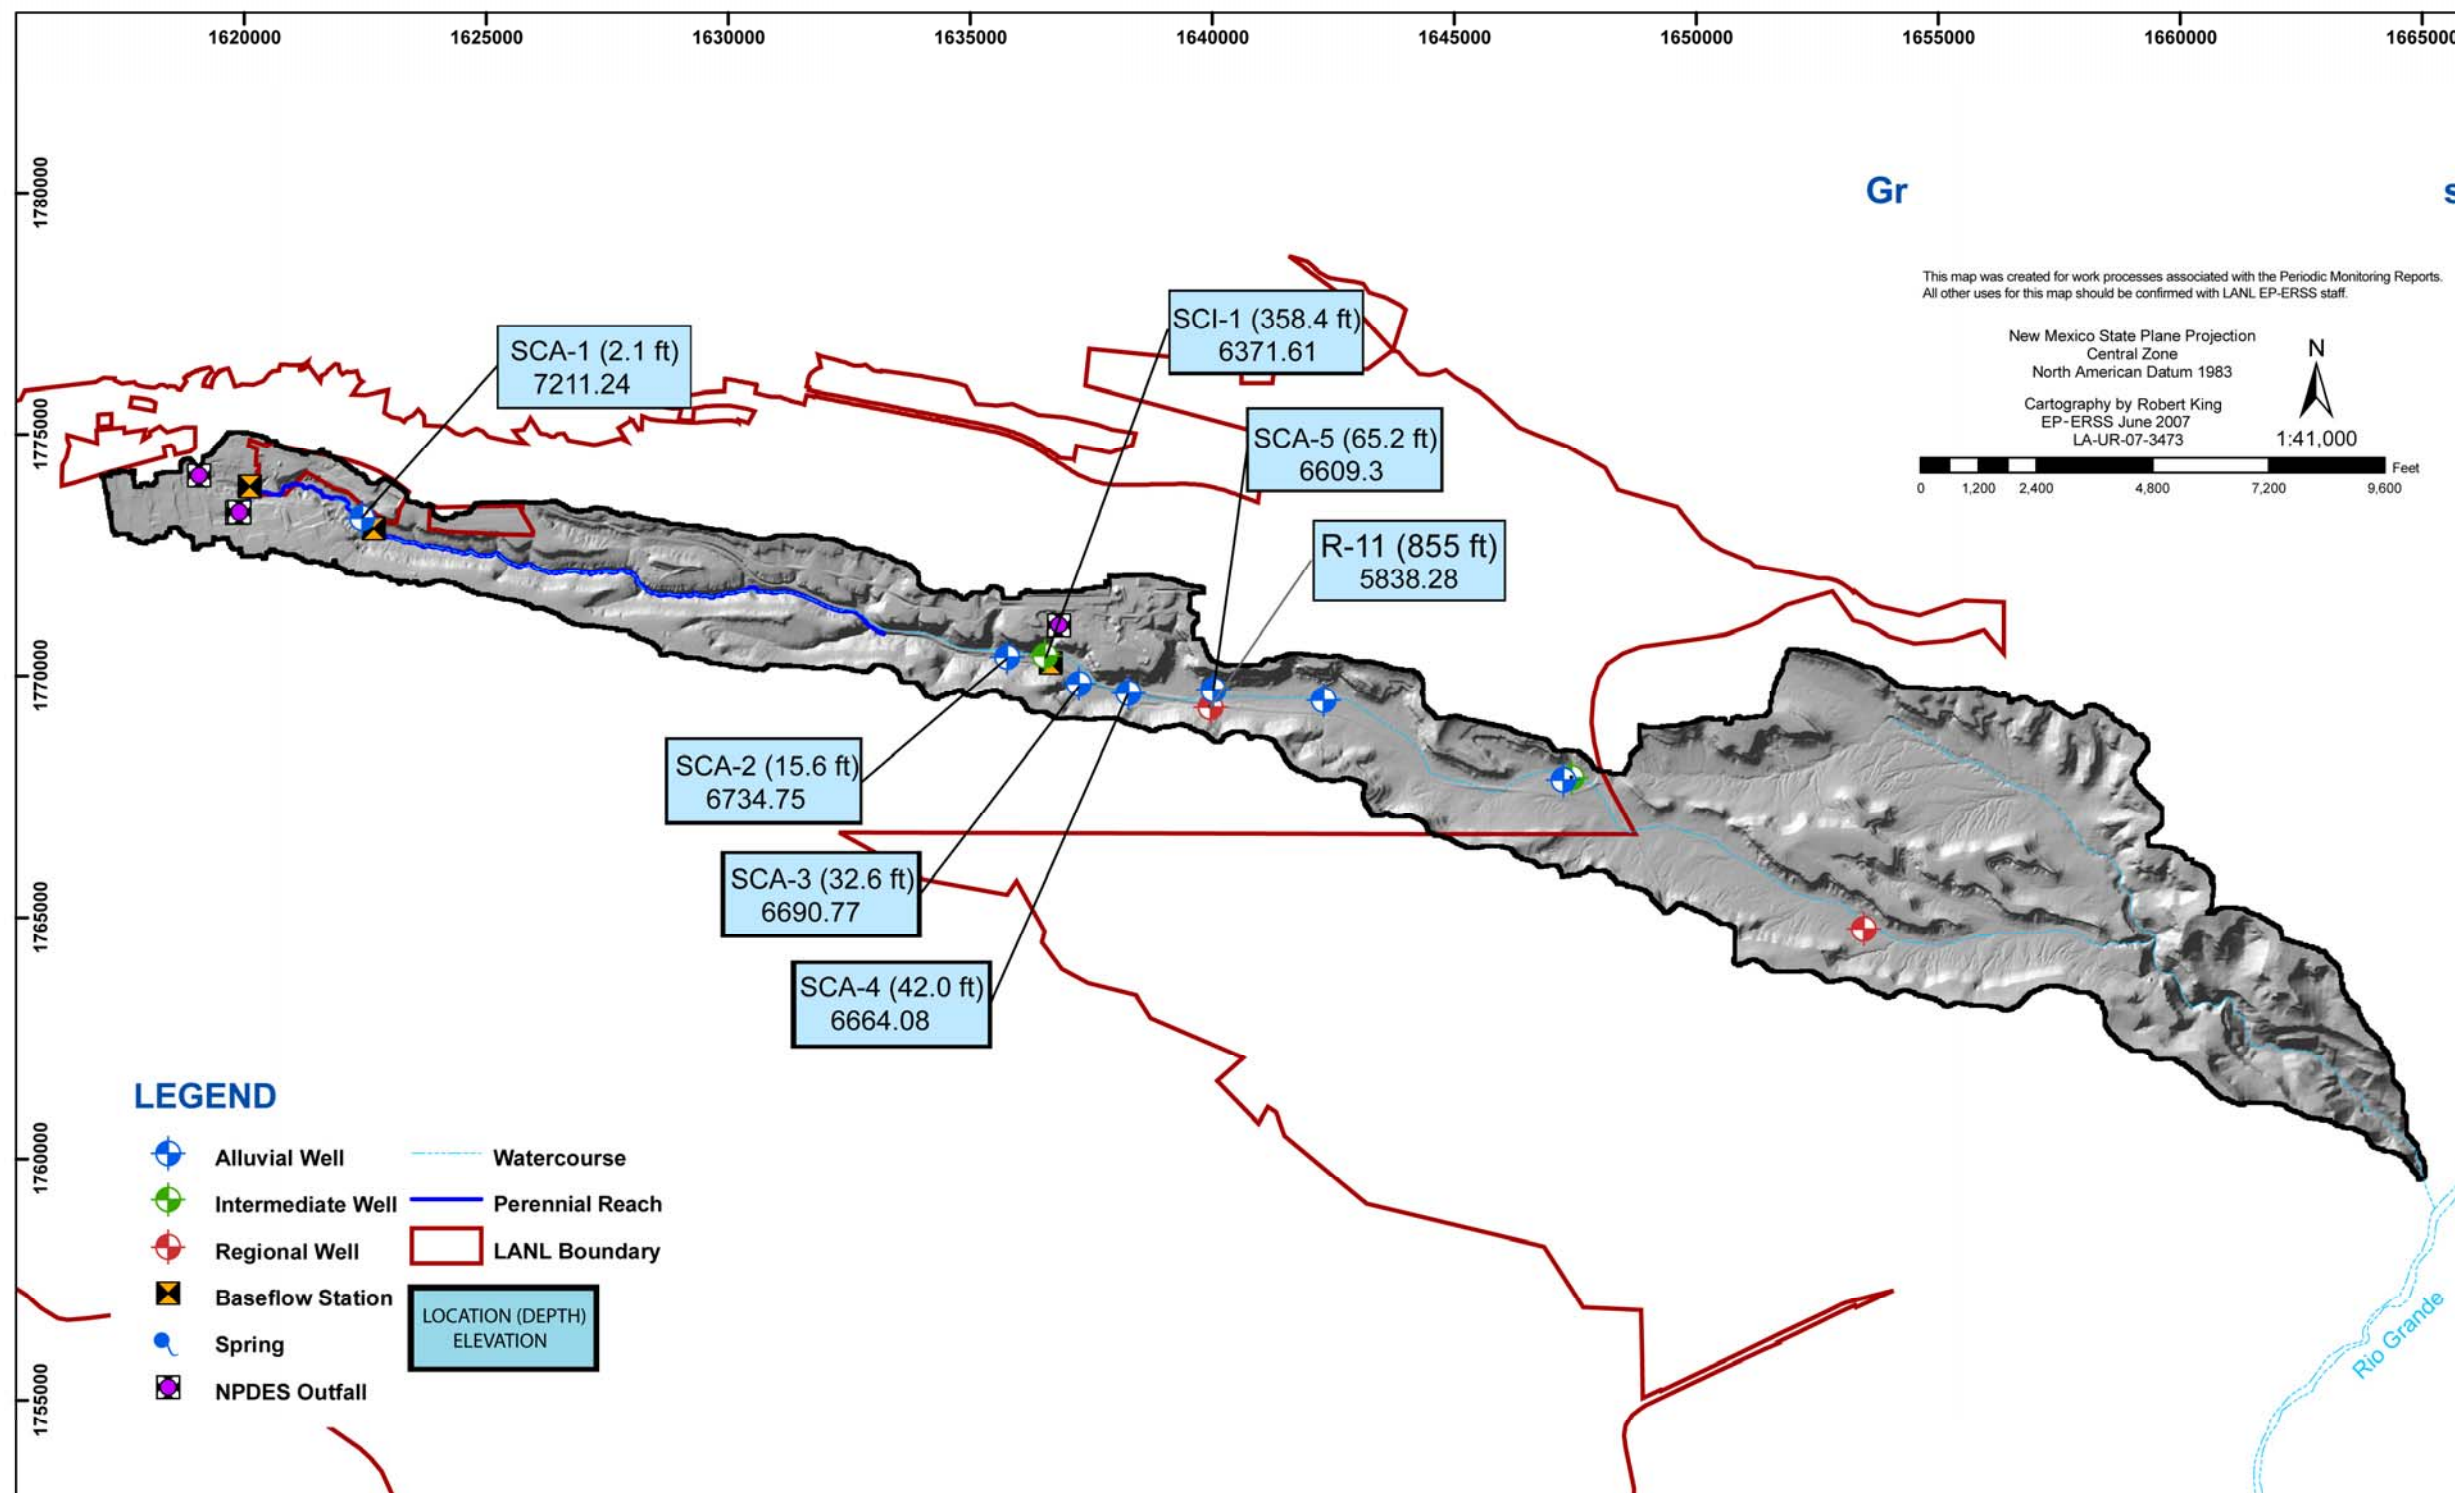 1620000 1625000 1630000 1635000 1640000 1645000 1650000 1655000 1660000
1780000
1775000
1770000
1765000
1760000
1755000
Gr
This map was created for work processes associated with the Periodic Monitoring Reports.
All other uses for this map should be confirmed with LANL EP-ERSS staff.
New Mexico State Plane Projection
Central Zone
North American Datum 1983
Cartography by Robert King
EP-ERSS June 2007
LA-UR-07-3473
N
1:41,000
Feet
0 1,200 2,400 4,800 7,200 9,600
SCA-1 (2.1 ft)
7211.24
SCI-1 (358.4 ft)
6371.61
SCA-5 (65.2 ft)
6609.3
R-11 (855 ft)
5838.28
SCA-2 (15.6 ft)
6734.75
SCA-3 (32.6 ft)
6690.77
SCA-4 (42.0 ft)
6664.08
LEGEND
Alluvial Well
Intermediate Well
Regional Well
Baseflow Station
Spring
NPDES Outfall
Watercourse
Perennial Reach
LANL Boundary
LOCATION (DEPTH)
ELEVATION
Rio Grande